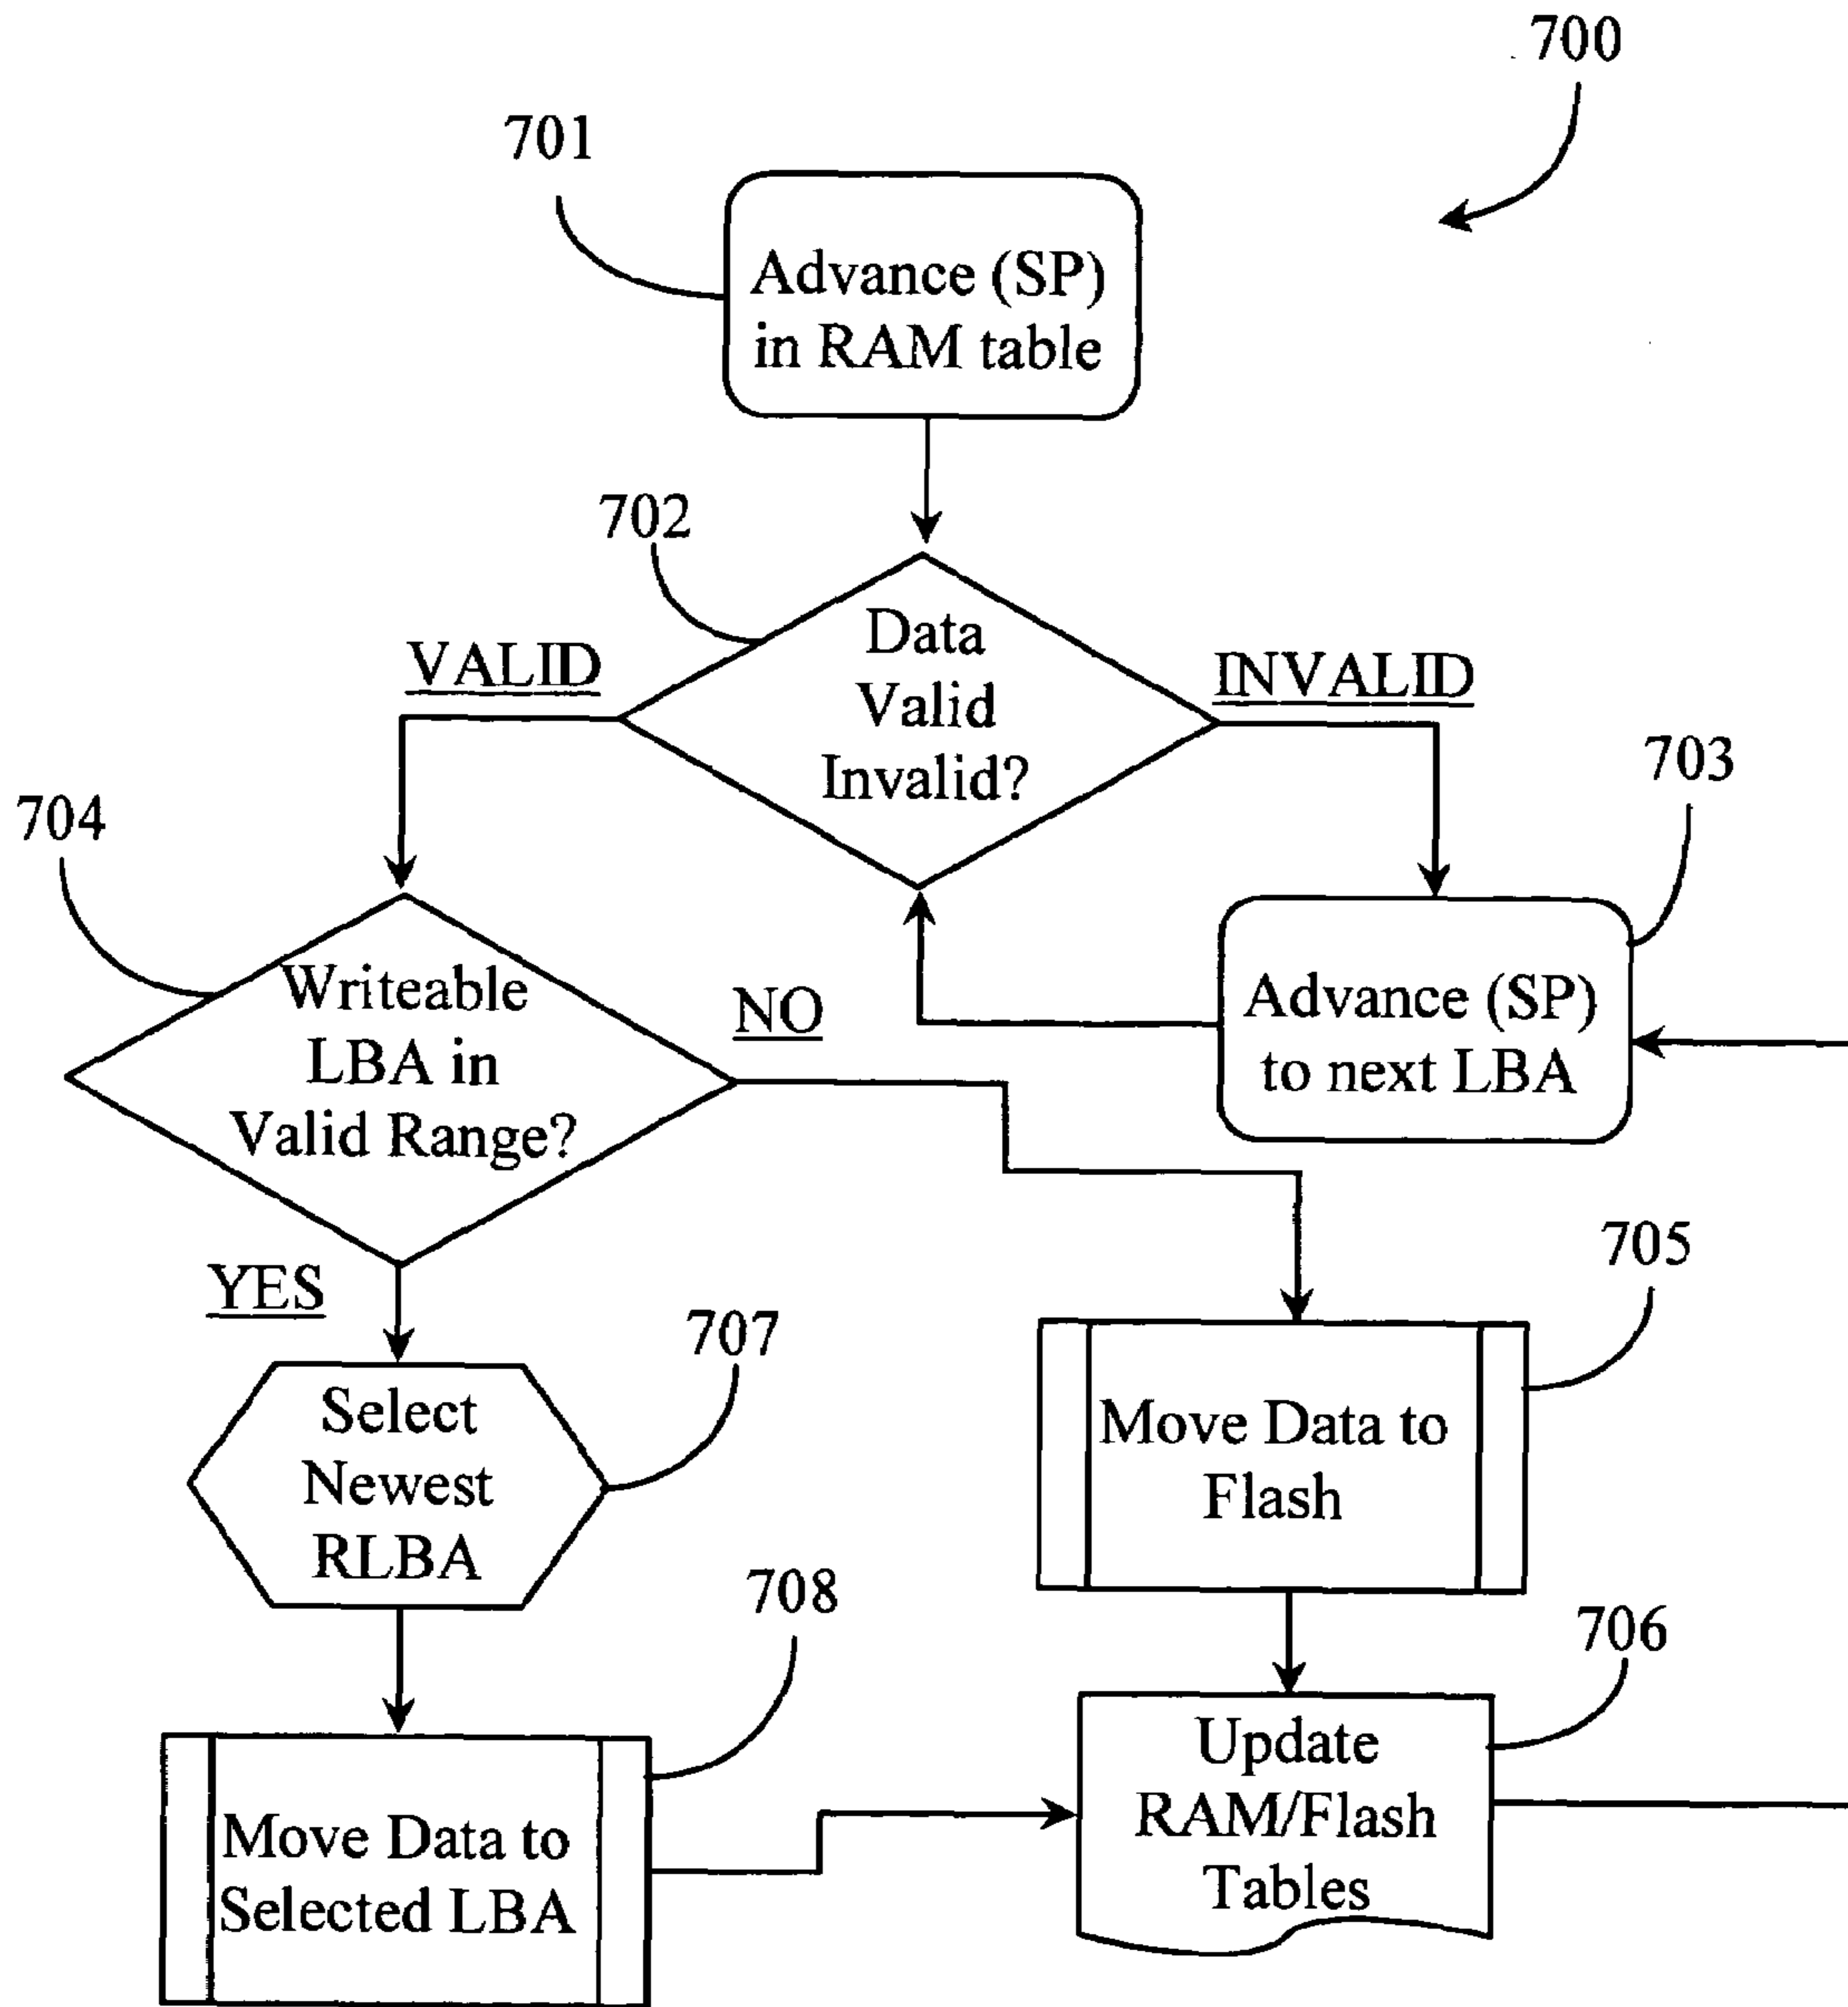 700
701
Advance (SP)
in RAM table
702
Data
Valid
Invalid?
VALID
INVALID
703
Advance (SP)
to next LBA
704
Writeable
LBA in
Valid Range?
NO
YES
705
Move Data to
Flash
707
Select
Newest
RLBA
706
Update
RAM/Flash
Tables
708
Move Data to
Selected LBA